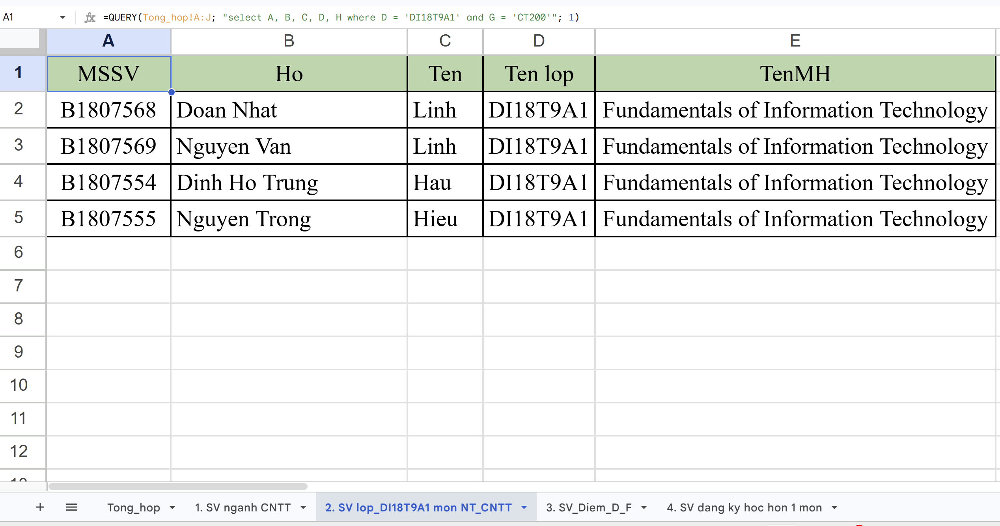 A1 fx =QUERY(Tong_hop!A:J; "select A, B, C, D, H where D = 'DI18T9A1' and G = 'CT200'"; 1)
A B C D E
1 MSSV Ho Ten Ten lop TenMH
2 B1807568 Doan Nhat Linh DI18T9A1 Fundamentals of Information Technology
3 B1807569 Nguyen Van Linh DI18T9A1 Fundamentals of Information Technology
4 B1807554 Dinh Ho Trung Hau DI18T9A1 Fundamentals of Information Technology
5 B1807555 Nguyen Trong Hieu DI18T9A1 Fundamentals of Information Technology
6
7
8
9
10
11
12
Tong_hop 1. SV nganh CNTT 2. SV lop_DI18T9A1 mon NT_CNTT 3. SV_Diem_D_F 4. SV dang ky hoc hon 1 mon